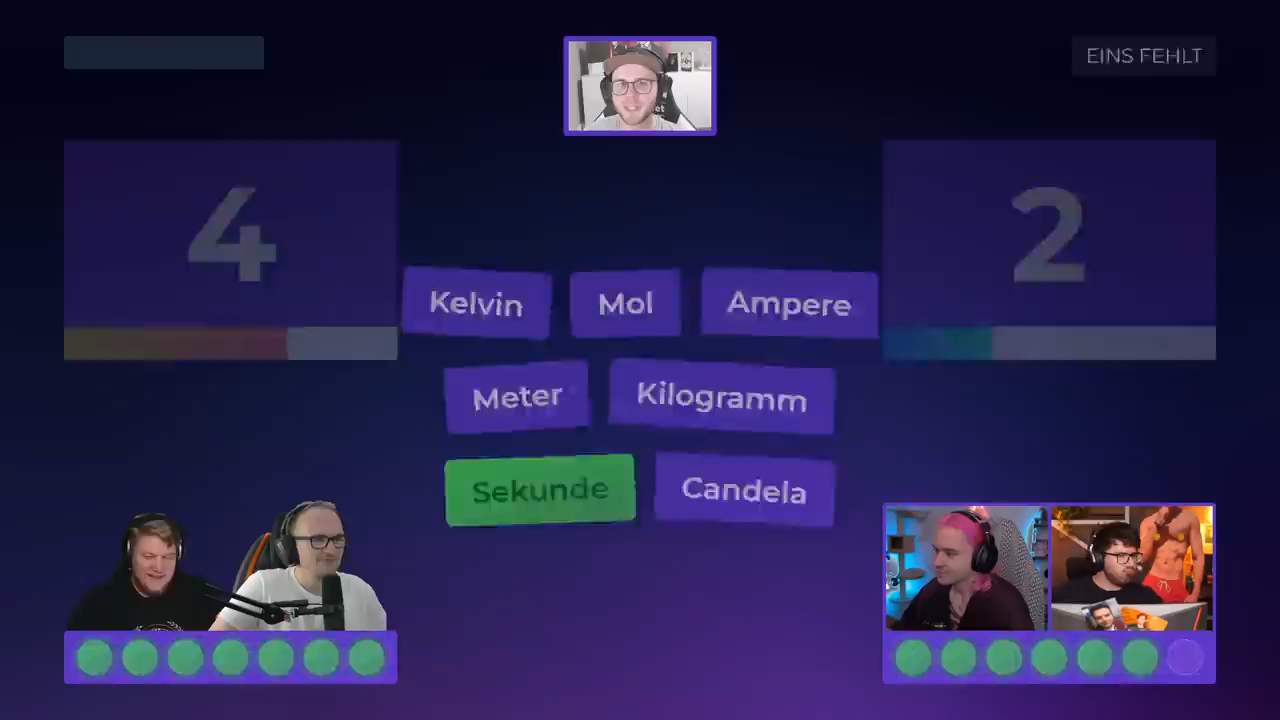 EINS FEHLT
4
2
Kelvin Mol Ampere
Meter Kilogramm
Sekunde Candela